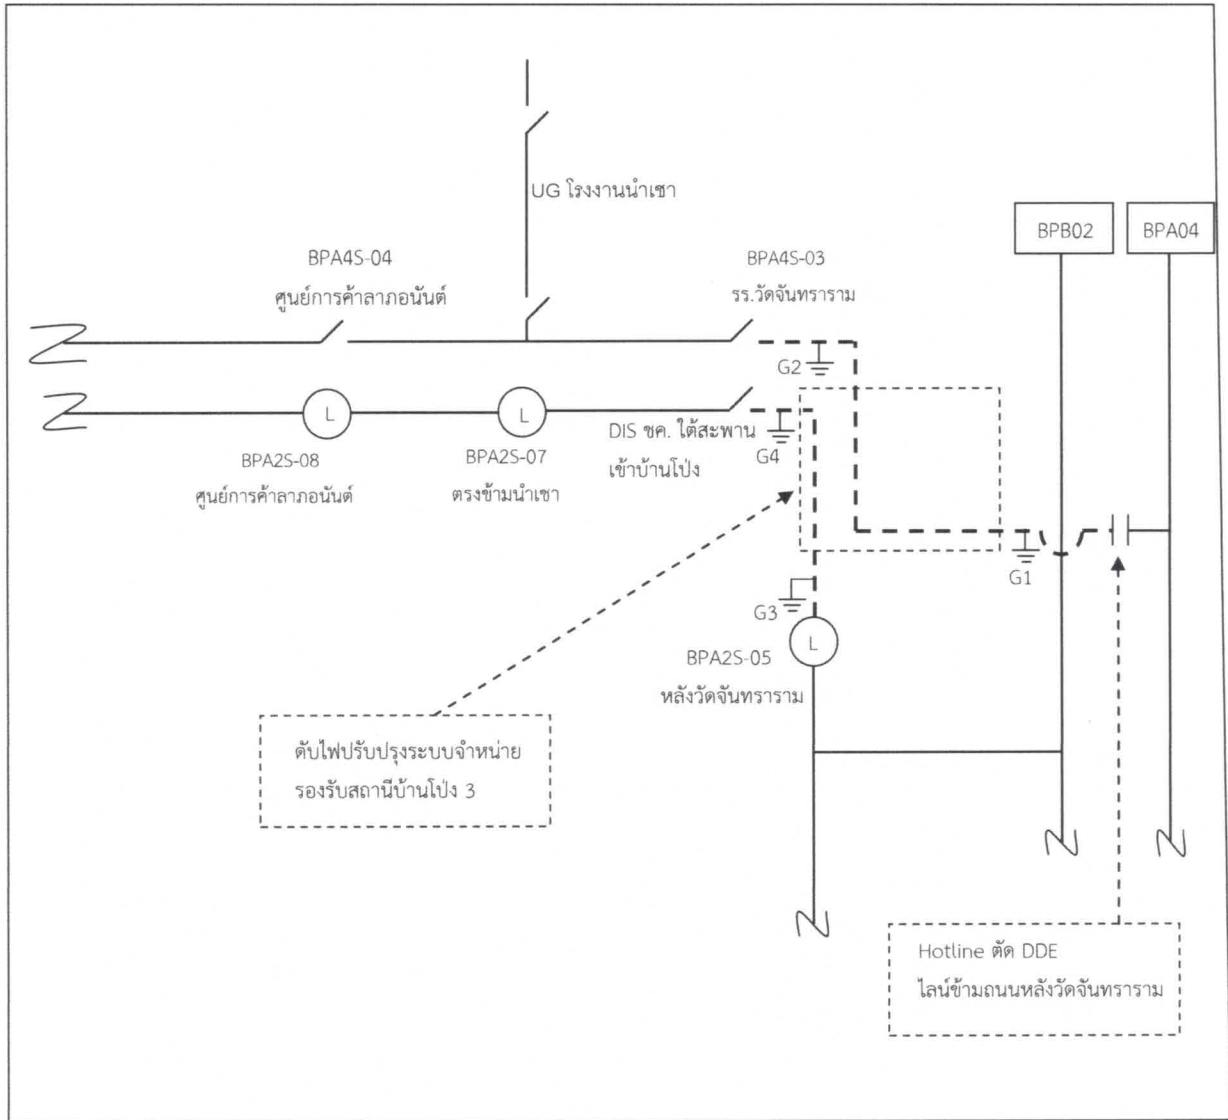 UG โรงงานนำเชา
BPB02
BPA04
BPA4S-04
ศูนย์การค้าลาภอนันต์
BPA4S-03
รร.วัดจันทราราม
G2
L
L
DIS ชค. ใต้สะพาน
เข้าบ้านโป่ง
G4
BPA2S-08
ศูนย์การค้าลาภอนันต์
BPA2S-07
ตรงข้ามนำเชา
G1
G3
L
BPA2S-05
หลังวัดจันทราราม
ดับไฟปรับปรุงระบบจำหน่าย
รองรับสถานีบ้านโป่ง 3
Hotline ตัด DDE
ไลน์ข้ามถนนหลังวัดจันทราราม